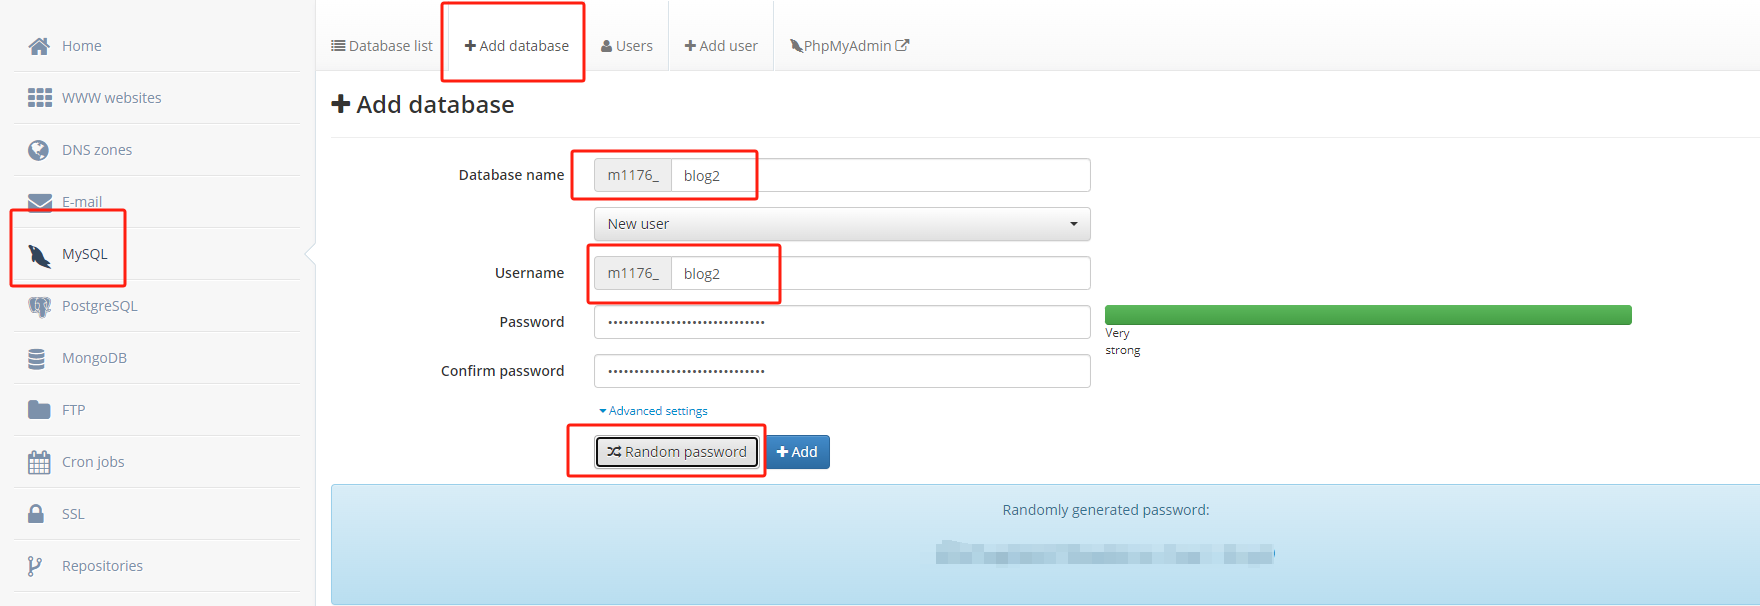 Home
WWW websites
DNS zones
E-mail
MySQL
PostgreSQL
MongoDB
FTP
Cron jobs
SSL
Repositories
Database list
Add database
Users
Add user
PhpMyAdmin
Add database
Database name m1176_ blog2
New user
Username m1176_ blog2
Password ••••••••••••••••••••••••••••••
Very
strong
Confirm password ••••••••••••••••••••••••••••••
Advanced settings
Random password
Add
Randomly generated password: